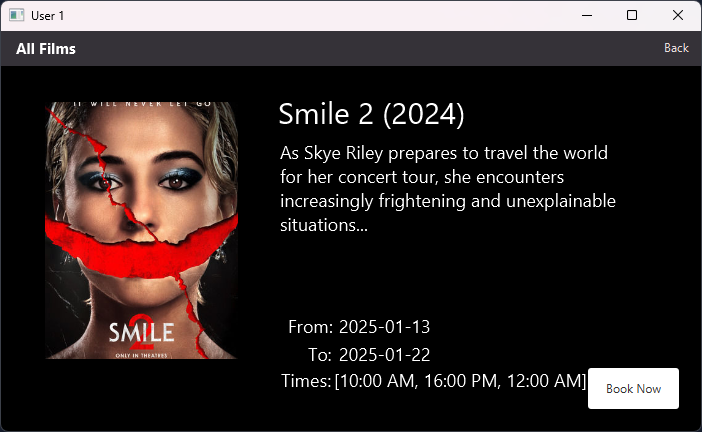 User 1
All Films
Back
IT WILL NEVER LET GO
Smile 2 (2024)
As Skye Riley prepares to travel the world
for her concert tour, she encounters
increasingly frightening and unexplainable
situations...
SMILE
2
ONLY IN THEATRES
From: 2025-01-13
To: 2025-01-22
Times: [10:00 AM, 16:00 PM, 12:00 AM]
Book Now